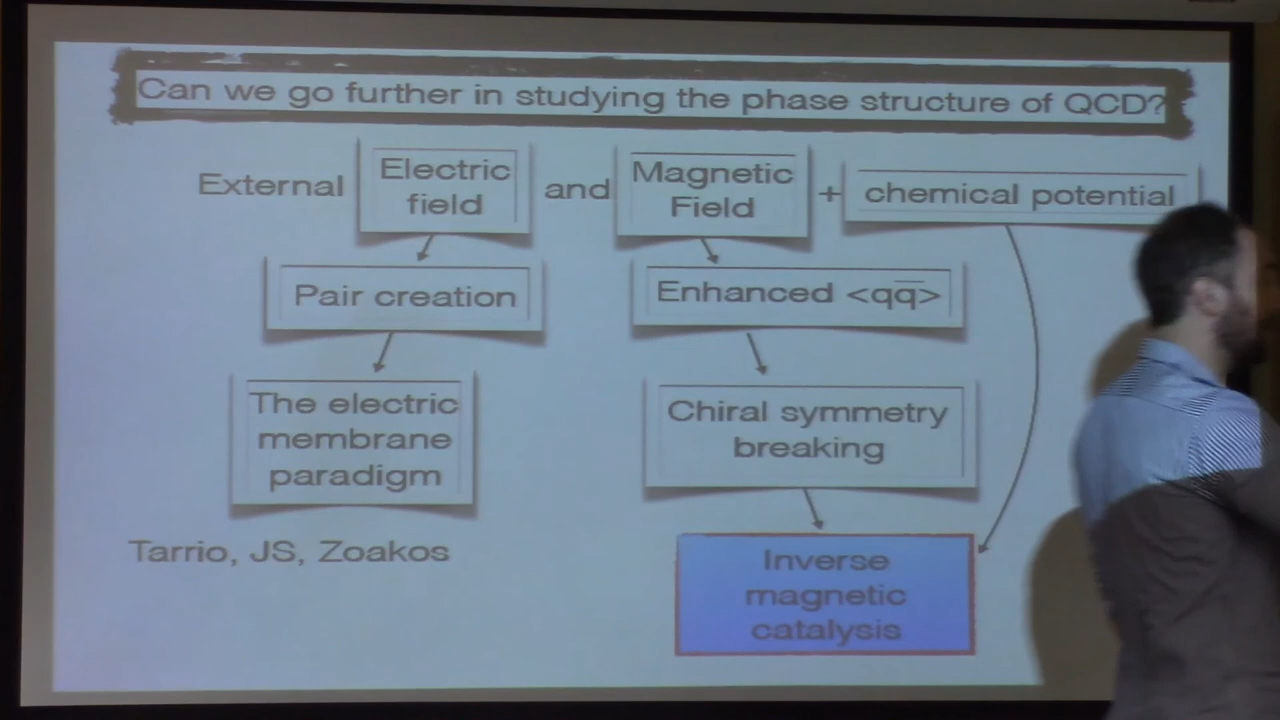 Can we go further in studying the phase structure of QCD?
External Electric field and Magnetic Field + chemical potential
Pair creation
Enhanced <qq̅>
The electric
membrane
paradigm
Chiral symmetry
breaking
Tarrio, JS, Zoakos
Inverse
magnetic
catalysis